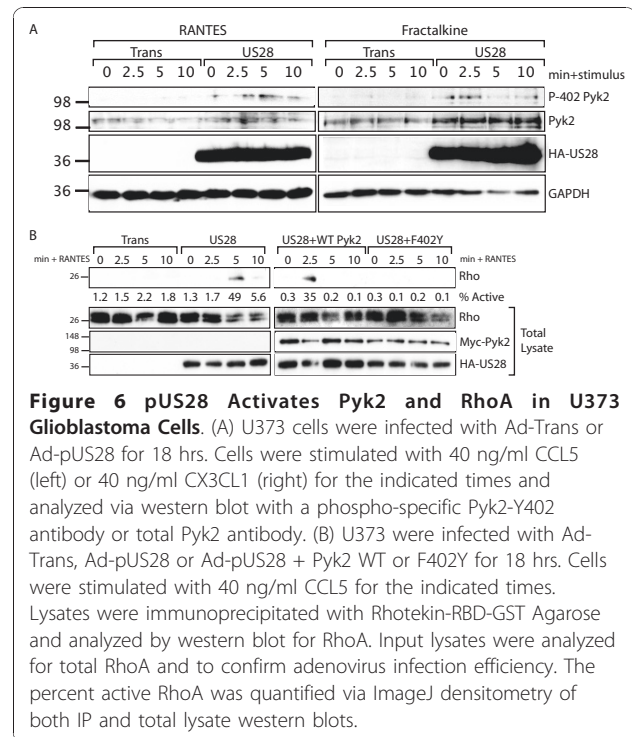 A
RANTES Fractalkine
Trans US28 Trans US28
0 2.5 5 10 0 2.5 5 10 0 2.5 5 10 0 2.5 5 10 min+stimulus
98 P-402 Pyk2
98 Pyk2
36 HA-US28
36 GAPDH
B
Trans US28 US28+WT Pyk2 US28+F402Y
min + RANTES 0 2.5 5 10 0 2.5 5 10 0 2.5 5 10 0 2.5 5 10 min + RANTES
26 Rho
1.2 1.5 2.2 1.8 1.3 1.7 49 5.6 0.3 35 0.2 0.1 0.3 0.1 0.2 0.1 % Active
26 Rho
148
98 Myc-Pyk2
36 HA-US28
Total
Lysate
Figure 6 pUS28 Activates Pyk2 and RhoA in U373
Glioblastoma Cells. (A) U373 cells were infected with Ad-Trans or
Ad-pUS28 for 18 hrs. Cells were stimulated with 40 ng/ml CCL5
(left) or 40 ng/ml CX3CL1 (right) for the indicated times and
analyzed via western blot with a phospho-specific Pyk2-Y402
antibody or total Pyk2 antibody. (B) U373 were infected with Ad-
Trans, Ad-pUS28 or Ad-pUS28 + Pyk2 WT or F402Y for 18 hrs. Cells
were stimulated with 40 ng/ml CCL5 for the indicated times.
Lysates were immunoprecipitated with Rhotekin-RBD-GST Agarose
and analyzed by western blot for RhoA. Input lysates were analyzed
for total RhoA and to confirm adenovirus infection efficiency. The
percent active RhoA was quantified via ImageJ densitometry of
both IP and total lysate western blots.